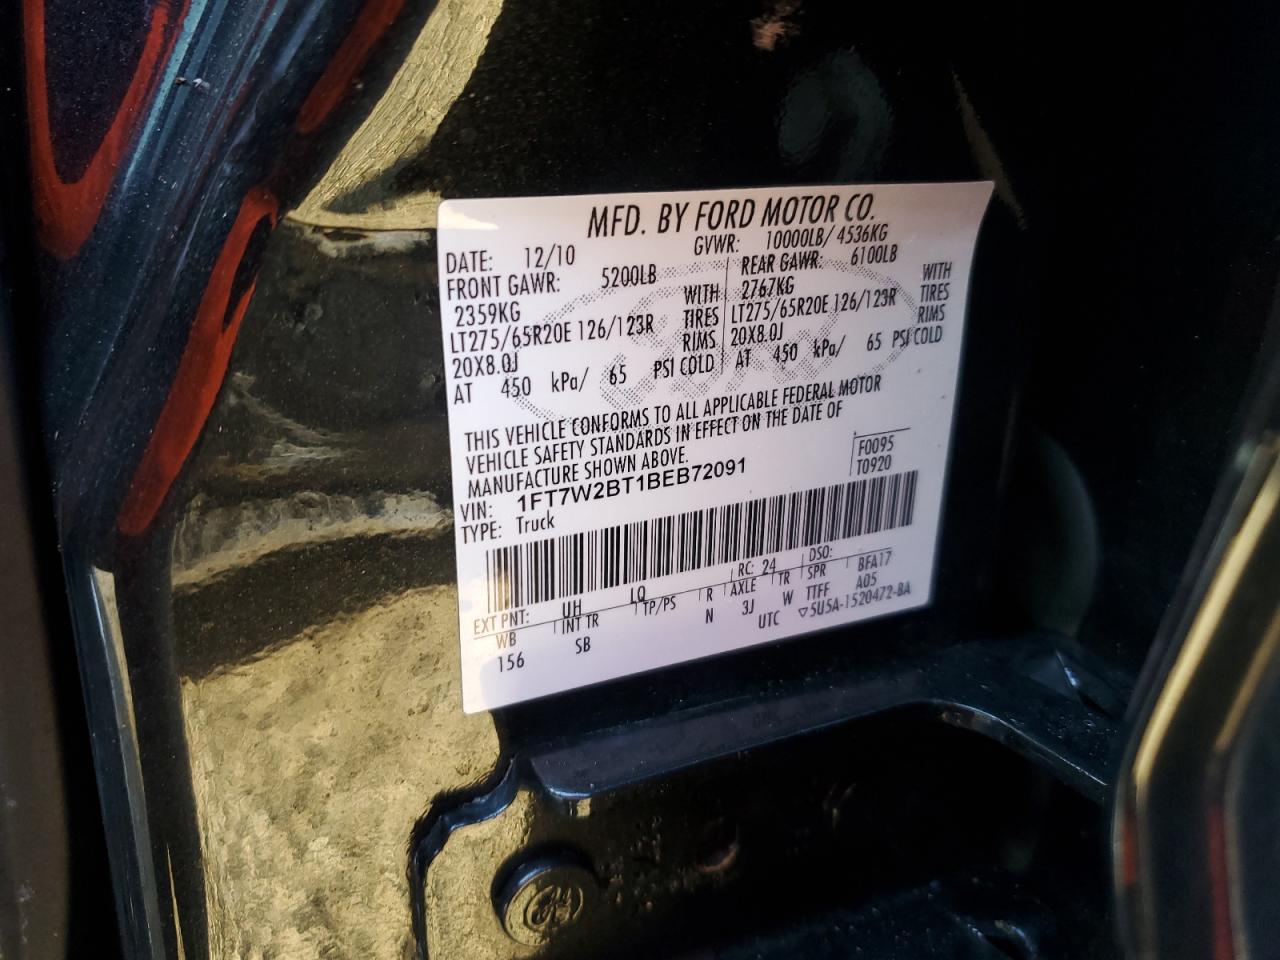 MFD. BY FORD MOTOR CO.
DATE: 12/10 GVWR: 10000LB/ 4536KG
FRONT GAWR: 5200LB REAR GAWR: 6100LB
2359KG WITH 2767KG WITH
LT275/65R20E 126/123R TIRES LT275/65R20E 126/123R TIRES
20X8.0J RIMS 20X8.0J RIMS
AT 450 kPa/ 65 PSI COLD AT 450 kPa/ 65 PSI COLD
THIS VEHICLE CONFORMS TO ALL APPLICABLE FEDERAL MOTOR
VEHICLE SAFETY STANDARDS IN EFFECT ON THE DATE OF
MANUFACTURE SHOWN ABOVE.
F0095
VIN: 1FT7W2BT1BEB72091 T0920
TYPE: Truck
EXT PNT: UH LQ RC: 24 DSO:
WB INT TR TP/PS R AXLE TR SPR BFA17
156 SB N 3J W TTFF A05
UTC ▽5U5A-1520472-BA